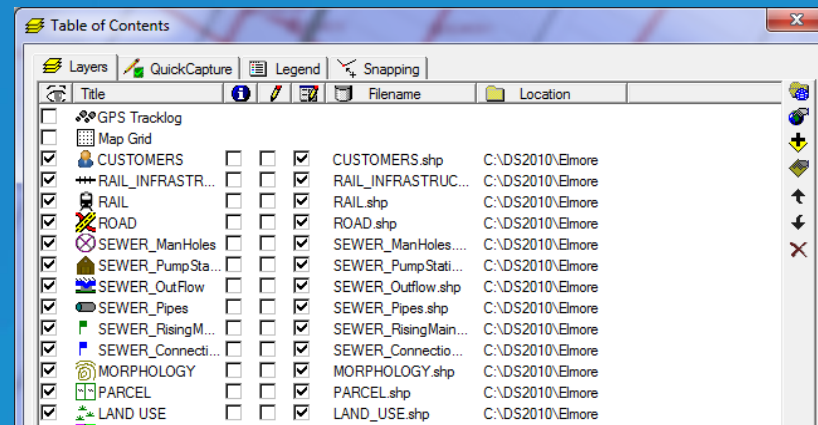 Table of Contents
Layers QuickCapture Legend Snapping
Title Filename Location
GPS Tracklog
Map Grid
CUSTOMERS CUSTOMERS.shp C:\DS2010\Elmore
RAIL_INFRASTR... RAIL_INFRASTRUC... C:\DS2010\Elmore
RAIL RAIL.shp C:\DS2010\Elmore
ROAD ROAD.shp C:\DS2010\Elmore
SEWER_ManHoles SEWER_ManHoles.... C:\DS2010\Elmore
SEWER_PumpSta... SEWER_PumpStati... C:\DS2010\Elmore
SEWER_OutFlow SEWER_Outflow.shp C:\DS2010\Elmore
SEWER_Pipes SEWER_Pipes.shp C:\DS2010\Elmore
SEWER_RisingM... SEWER_RisingMain... C:\DS2010\Elmore
SEWER_Connecti... SEWER_Connectio... C:\DS2010\Elmore
MORPHOLOGY MORPHOLOGY.shp C:\DS2010\Elmore
PARCEL PARCEL.shp C:\DS2010\Elmore
LAND USE LAND_USE.shp C:\DS2010\Elmore